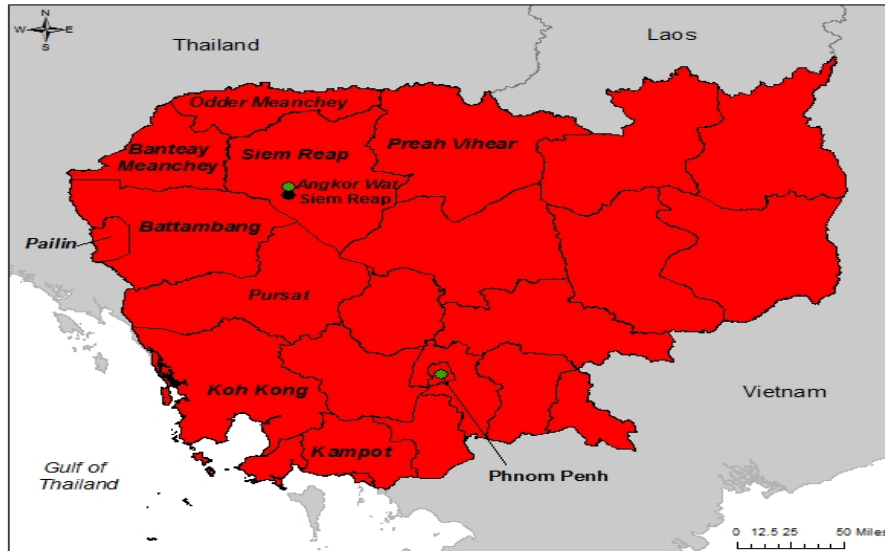 N
W E
S
Thailand
Laos
Odder Meanchey
Banteay
Meanchey
Siem Reap
Preah Vihear
Angkor Wat
Siem Reap
Battambang
Pailin
Pursat
Koh Kong
Vietnam
Kampot
Gulf of
Thailand
Phnom Penh
0 12.5 25 50 Miles